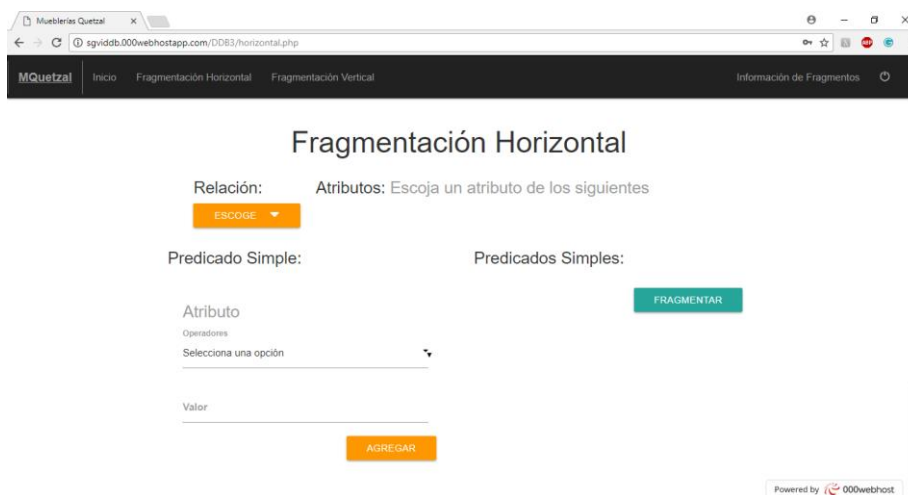 Mueblerías Quetzal
sgviddb.000webhostapp.com/DDB3/horizontal.php
ABP
MQuetzal Inicio Fragmentación Horizontal Fragmentación Vertical Información de Fragmentos
Fragmentación Horizontal
Relación: Atributos: Escoja un atributo de los siguientes
ESCOGE
Predicado Simple: Predicados Simples:
FRAGMENTAR
Atributo
Operadores
Selecciona una opción
Valor
AGREGAR
Powered by 000webhost